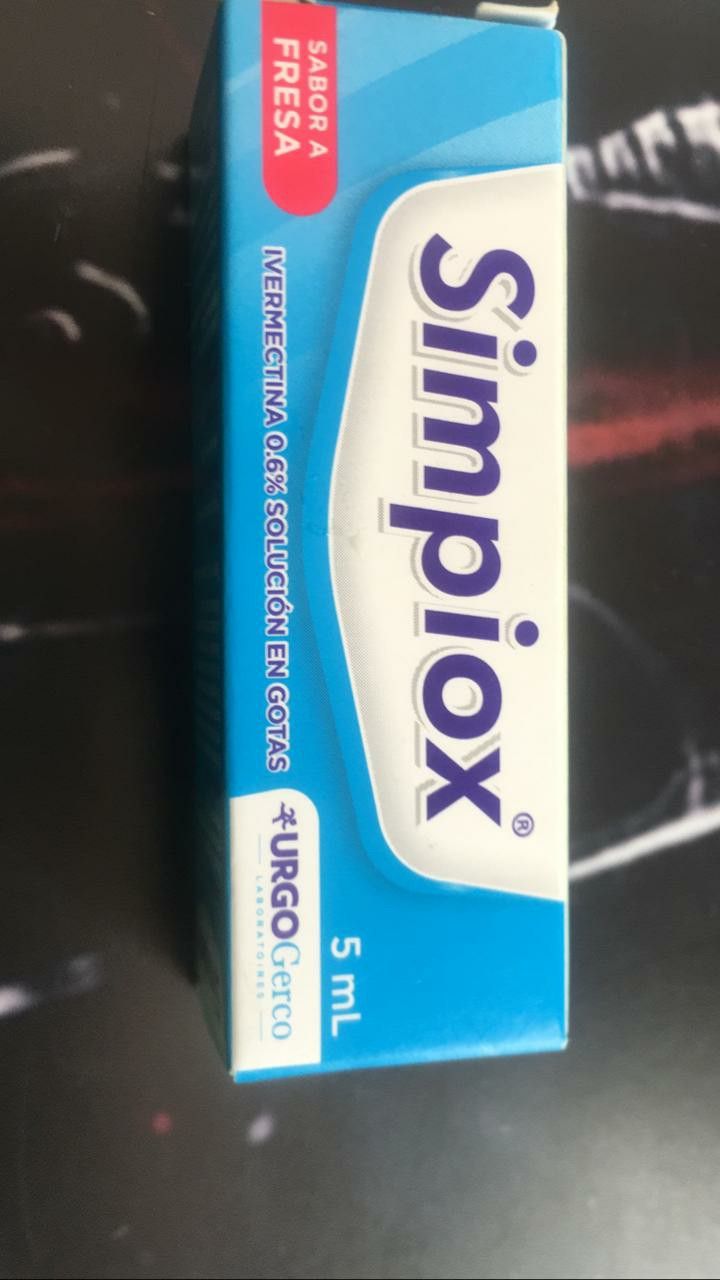 SABOR A
FRESA
Simpiox®
IVERMECTINA 0.6% SOLUCIÓN EN GOTAS
5 mL
URGO Gerco
LABORATOIRES